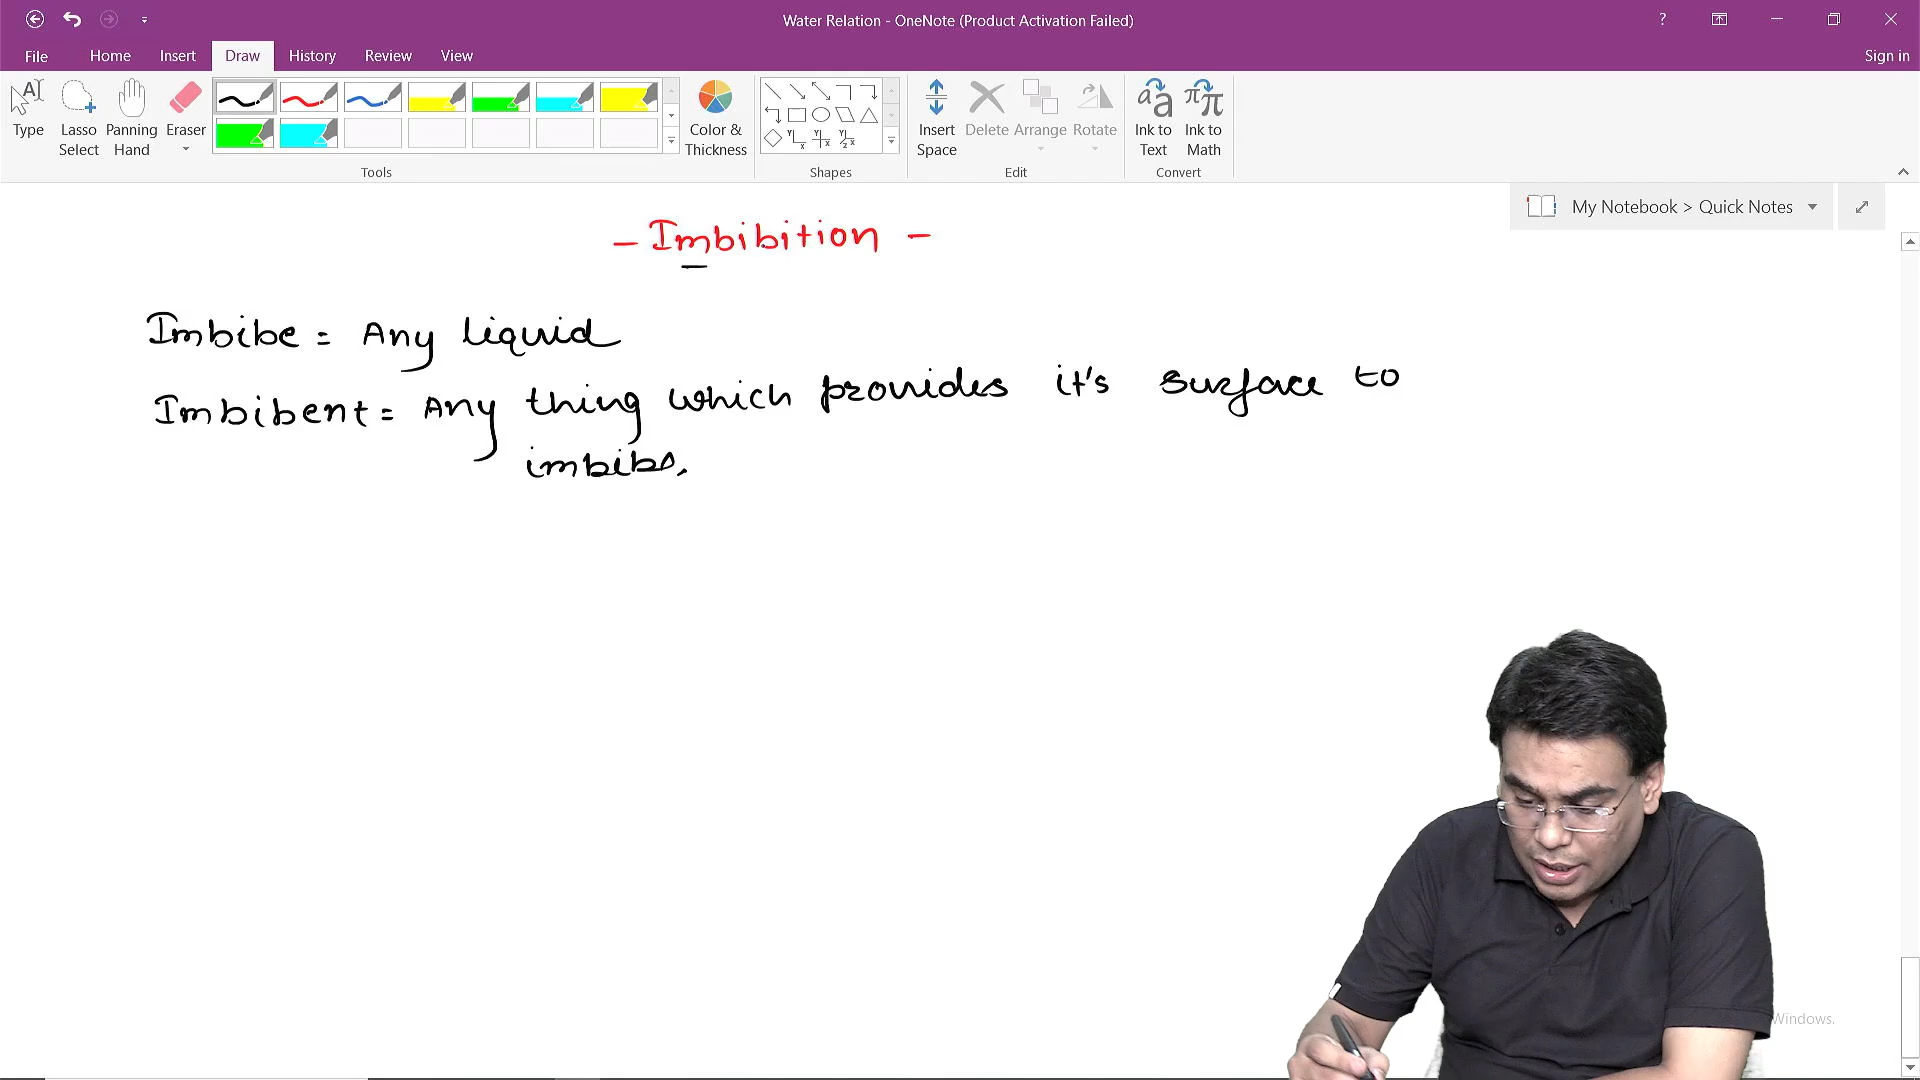 Water Relation - OneNote (Product Activation Failed)
?
File Home Insert Draw History Review View
Sign in
Type
Lasso Select
Panning Hand
Eraser
Color & Thickness
Insert Space
Delete
Arrange
Rotate
Ink to Text
Ink to Math
Tools
Shapes
Edit
Convert
My Notebook > Quick Notes
- Imbibition -
Imbibe = Any liquid
Imbibent = Any thing which provides it's surface to
imbibe.
Windows.